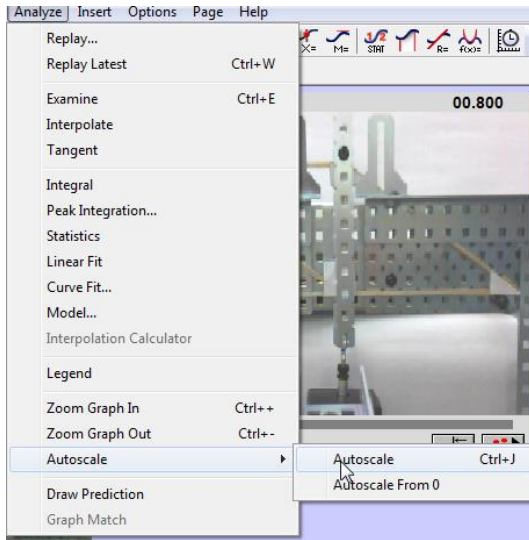 Analyze Insert Options Page Help
X= M= STAT R= f(x)=
Replay...
Replay Latest Ctrl+W
00.800
Examine Ctrl+E
Interpolate
Tangent
Integral
Peak Integration...
Statistics
Linear Fit
Curve Fit...
Model...
Interpolation Calculator
Legend
Zoom Graph In Ctrl++
Zoom Graph Out Ctrl+-
Autoscale
Autoscale Ctrl+J
Autoscale From 0
Draw Prediction
Graph Match